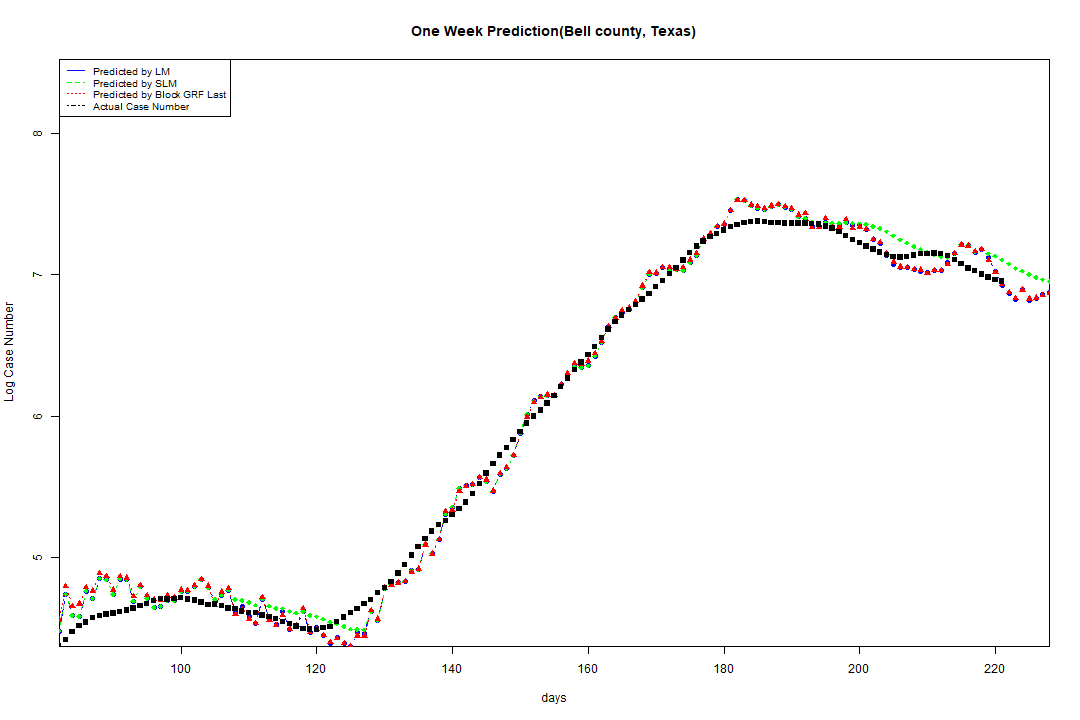 One Week Prediction(Bell county, Texas)
Predicted by LM
Predicted by SLM
Predicted by Block GRF Last
Actual Case Number
8
7
6
5
Log Case Number
100 120 140 160 180 200 220
days